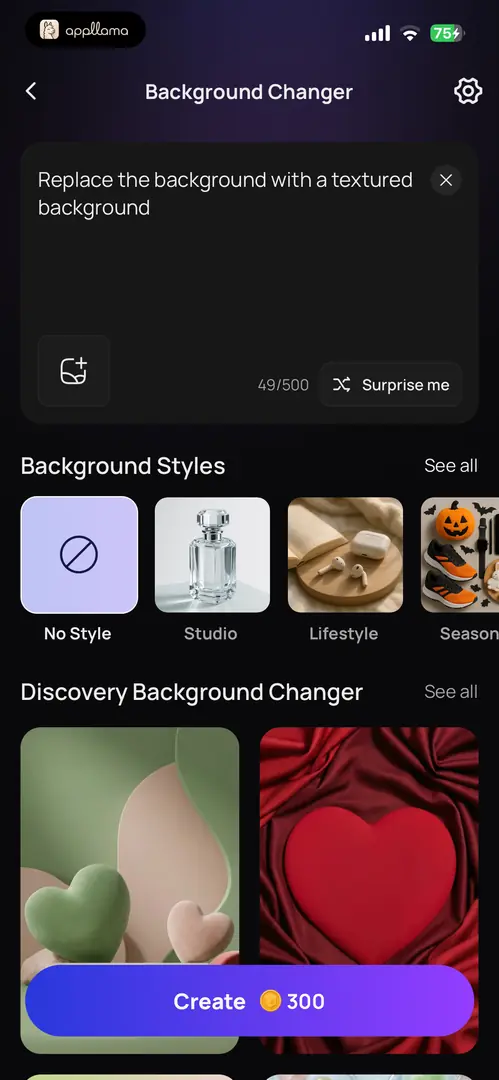 appllama
75
Background Changer
Replace the background with a textured
background
49/500
Surprise me
Background Styles
See all
No Style
Studio
Lifestyle
Season
Discovery Background Changer
See all
Create 300